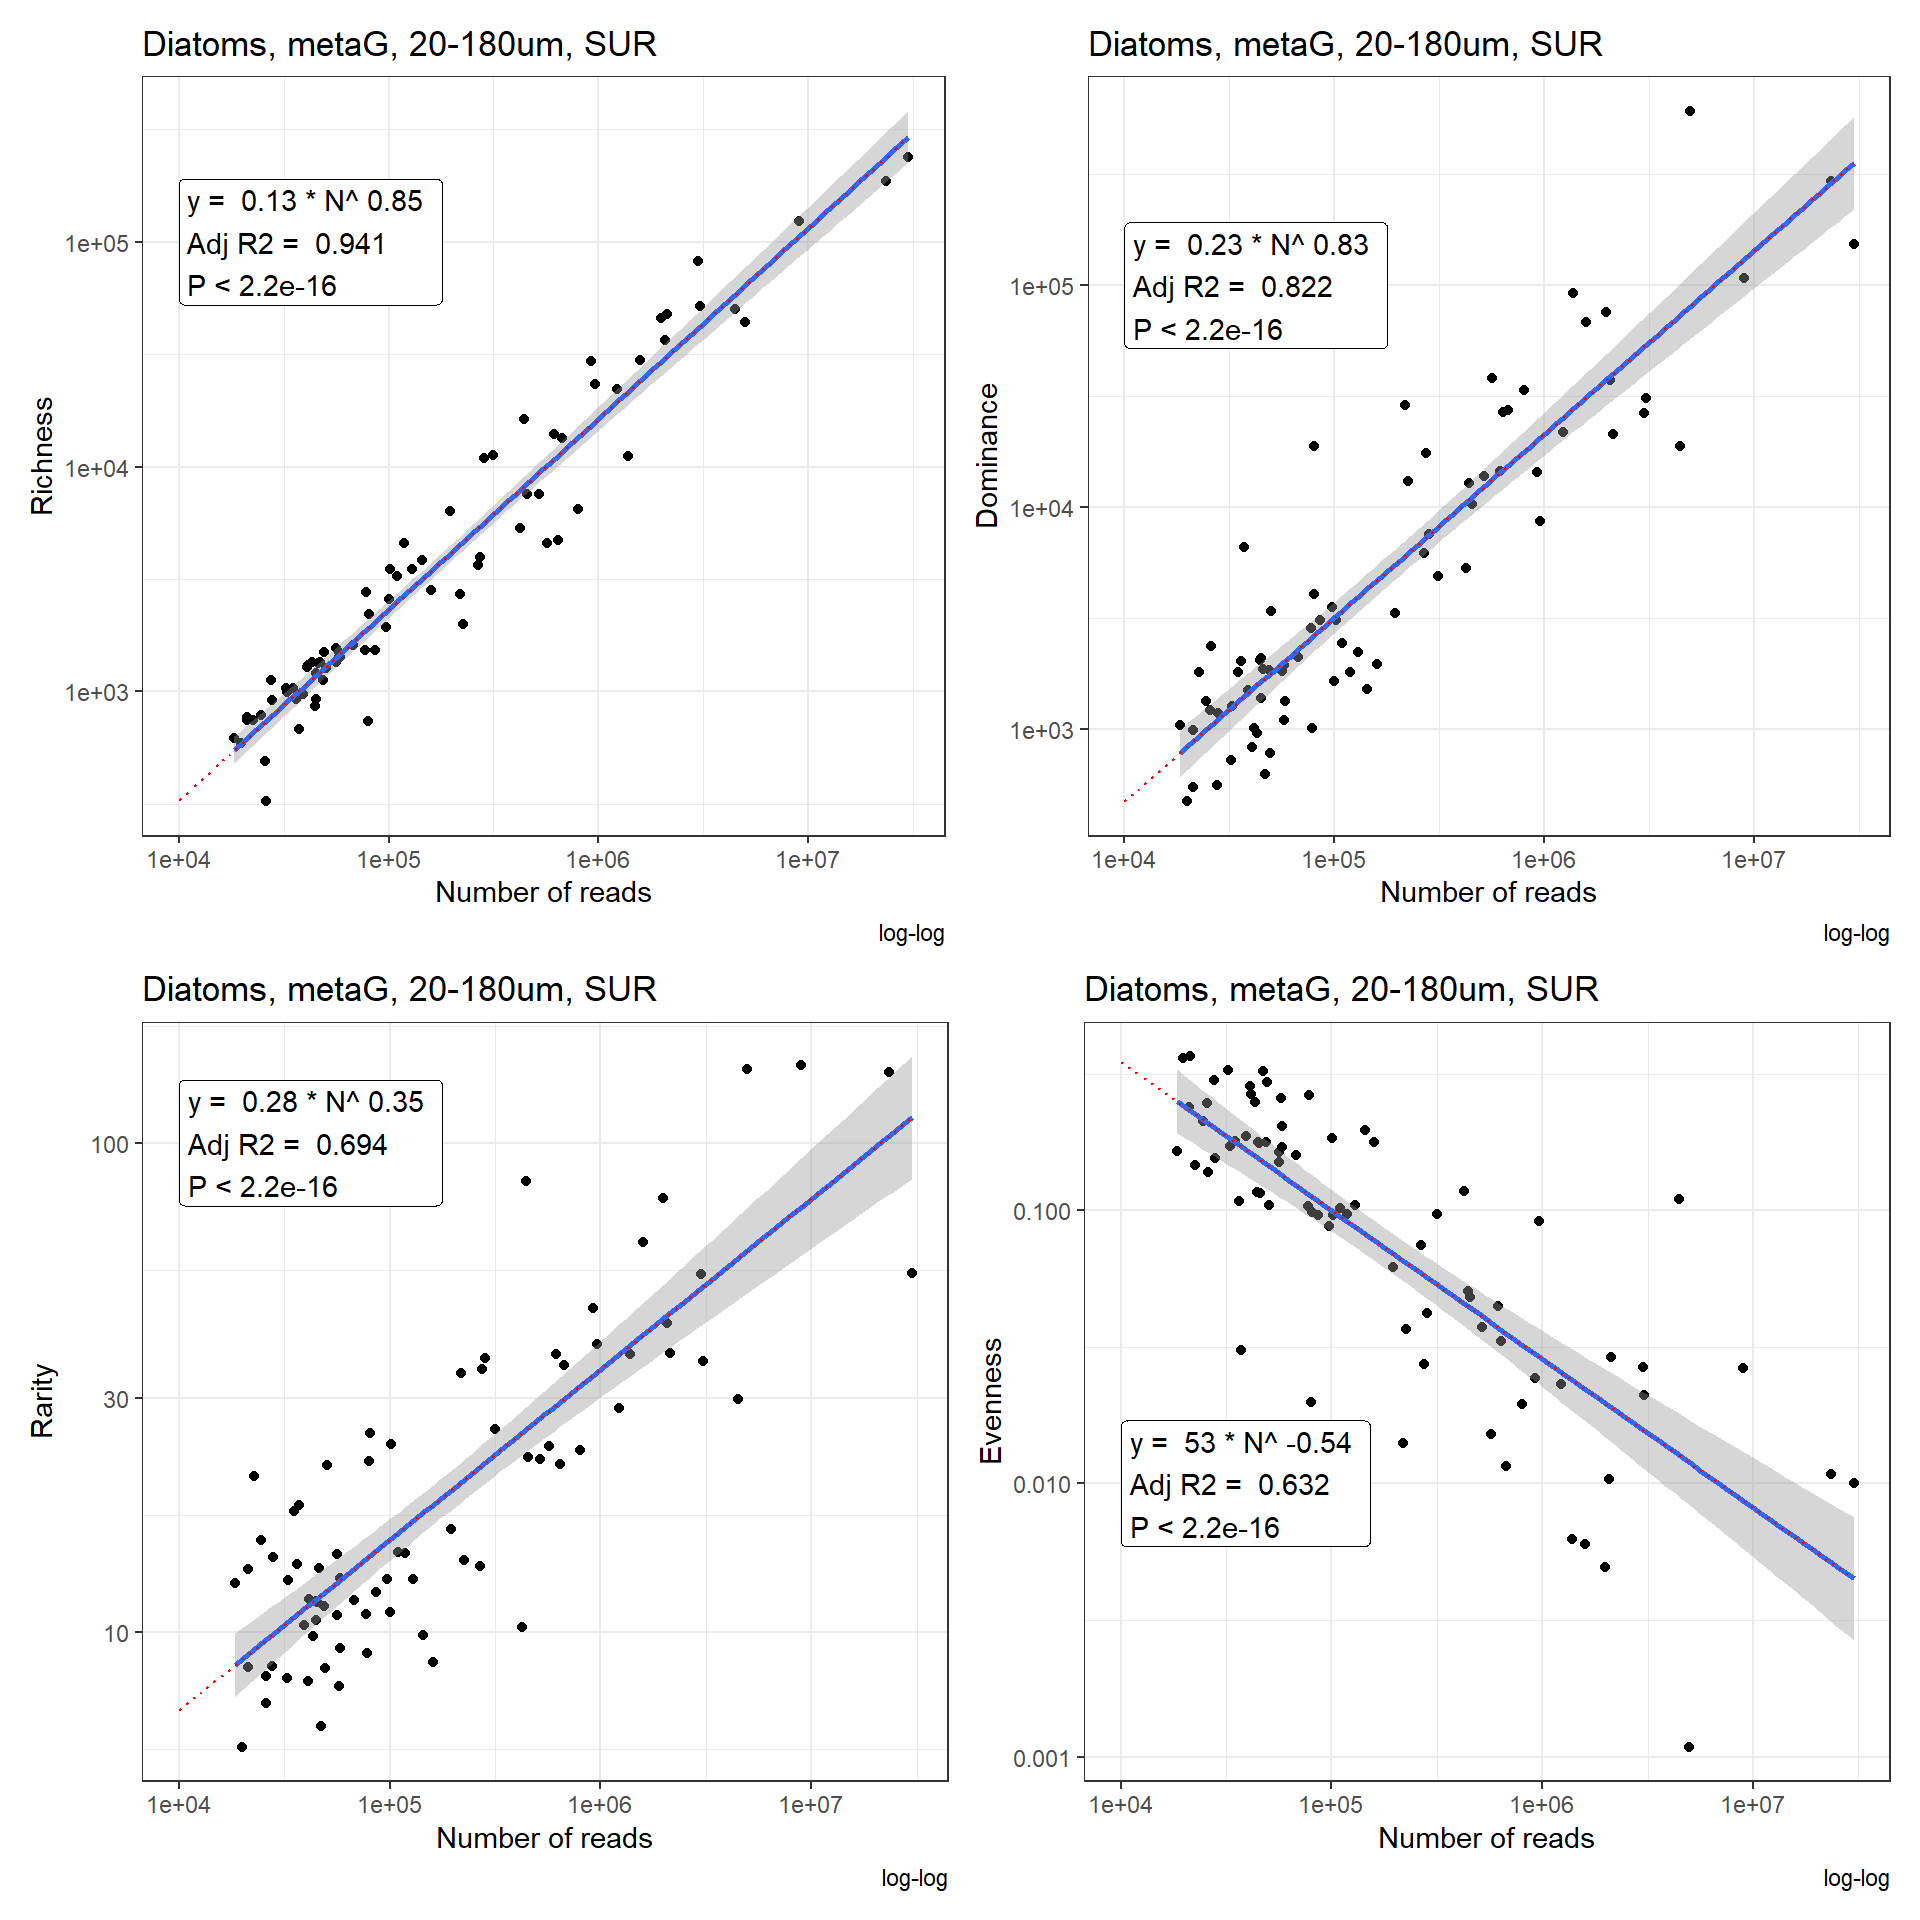 Diatoms, metaG, 20-180um, SUR
y =  0.13 * N^ 0.85
Adj R2 =  0.941
P < 2.2e-16
Richness
1e+05
1e+04
1e+03
1e+04 1e+05 1e+06 1e+07
Number of reads
log-log
Diatoms, metaG, 20-180um, SUR
y =  0.23 * N^ 0.83
Adj R2 =  0.822
P < 2.2e-16
Dominance
1e+05
1e+04
1e+03
1e+04 1e+05 1e+06 1e+07
Number of reads
log-log
Diatoms, metaG, 20-180um, SUR
y =  0.28 * N^ 0.35
Adj R2 =  0.694
P < 2.2e-16
Rarity
100
30
10
1e+04 1e+05 1e+06 1e+07
Number of reads
log-log
Diatoms, metaG, 20-180um, SUR
Evenness
0.100
0.010
0.001
y =  53 * N^ -0.54
Adj R2 =  0.632
P < 2.2e-16
1e+04 1e+05 1e+06 1e+07
Number of reads
log-log